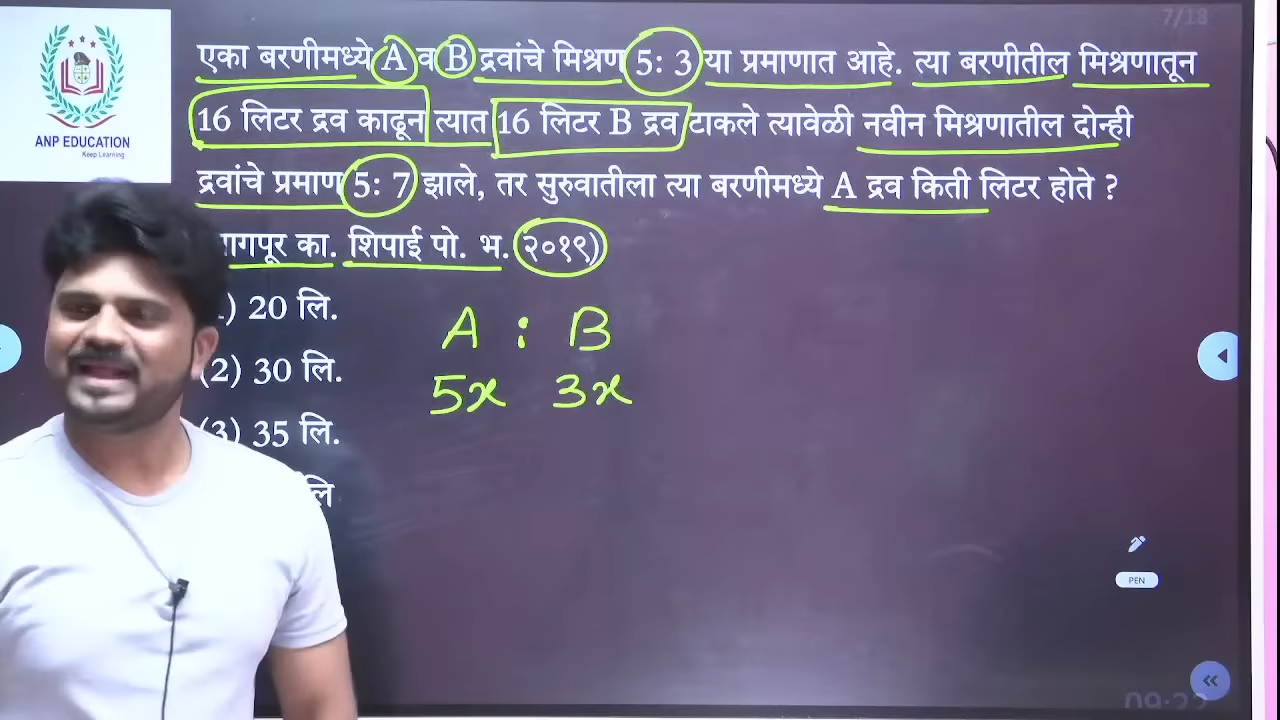 7/18
एका बरणीमध्ये A व B द्रवांचे मिश्रण 5: 3 या प्रमाणात आहे. त्या बरणीतील मिश्रणातून
16 लिटर द्रव काढून त्यात 16 लिटर B द्रव टाकले त्यावेळी नवीन मिश्रणातील दोन्ही
द्रवांचे प्रमाण 5: 7 झाले, तर सुरुवातीला त्या बरणीमध्ये A द्रव किती लिटर होते ?
का. शिपाई पो. भ. २०१९)
ANP EDUCATION
Keep Learning
20 लि.
(2) 30 लि.
(3) 35 लि.
लि
A : B
5x 3x
PEN